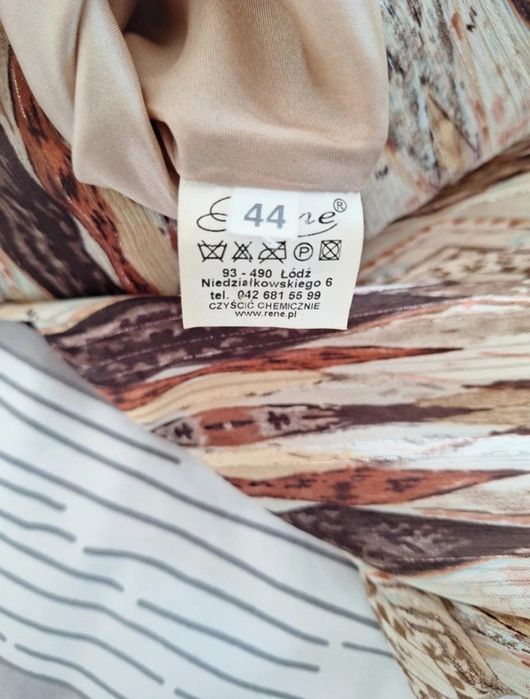 44
®
P
93 - 490 Łódź
Niedziałkowskiego 6
tel. 042 681 55 99
CZYŚCIĆ CHEMICZNIE
www.rene.pl